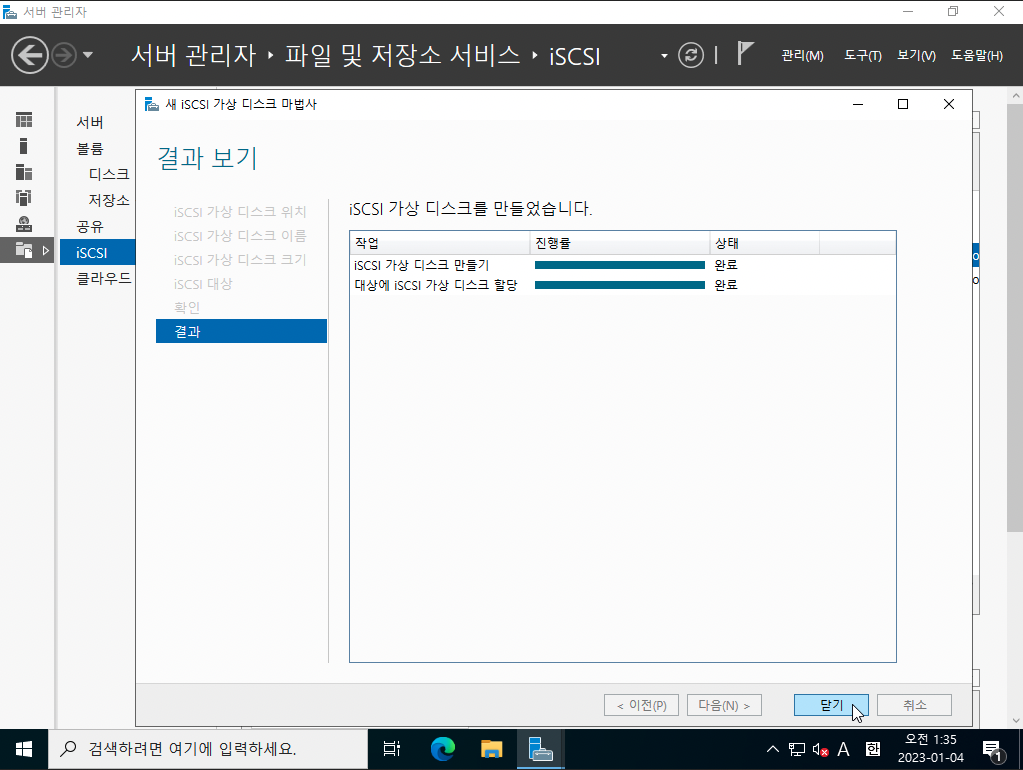 서버 관리자
서버 관리자 ‣ 파일 및 저장소 서비스 ‣ iSCSI
관리(M) 도구(T) 보기(V) 도움말(H)
서버
볼륨
디스크
저장소
공유
iSCSI
클라우드
새 iSCSI 가상 디스크 마법사
결과 보기
iSCSI 가상 디스크 위치
iSCSI 가상 디스크 이름
iSCSI 가상 디스크 크기
iSCSI 대상
확인
결과
iSCSI 가상 디스크를 만들었습니다.
작업 진행률 상태
iSCSI 가상 디스크 만들기 완료
대상에 iSCSI 가상 디스크 할당 완료
< 이전(P) 다음(N) > 닫기 취소
검색하려면 여기에 입력하세요.
A 한
오전 1:35
2023-01-04
1